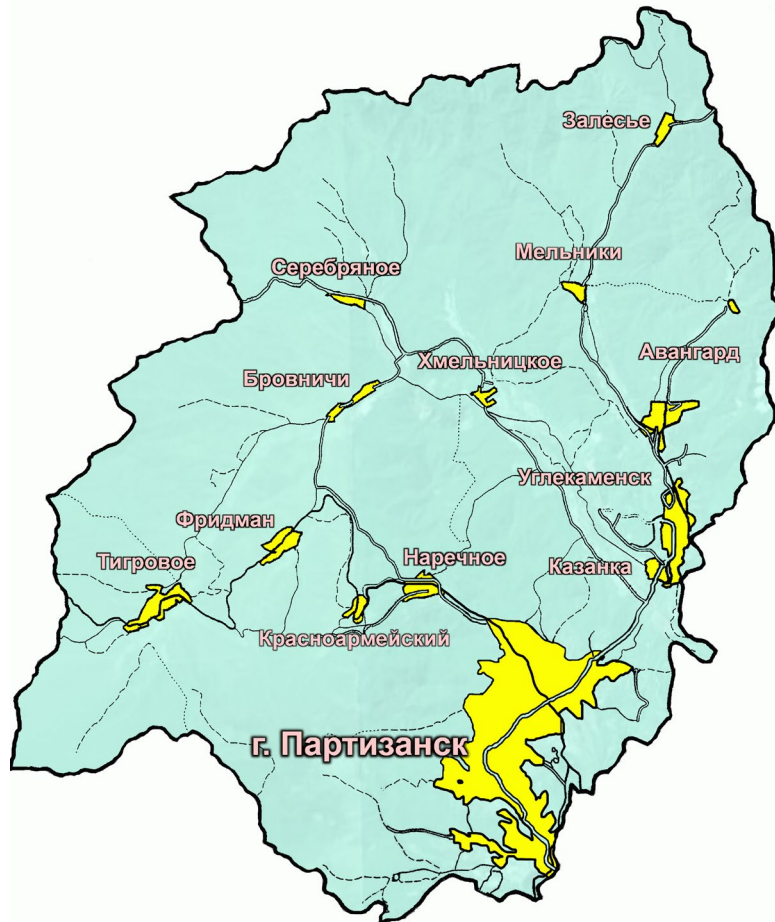 Залесье
Мельники
Серебряное
Авангард
Хмельницкое
Бровничи
Углекаменск
Фридман
Тигровое
Наречное
Казанка
Красноармейский
г. Партизанск